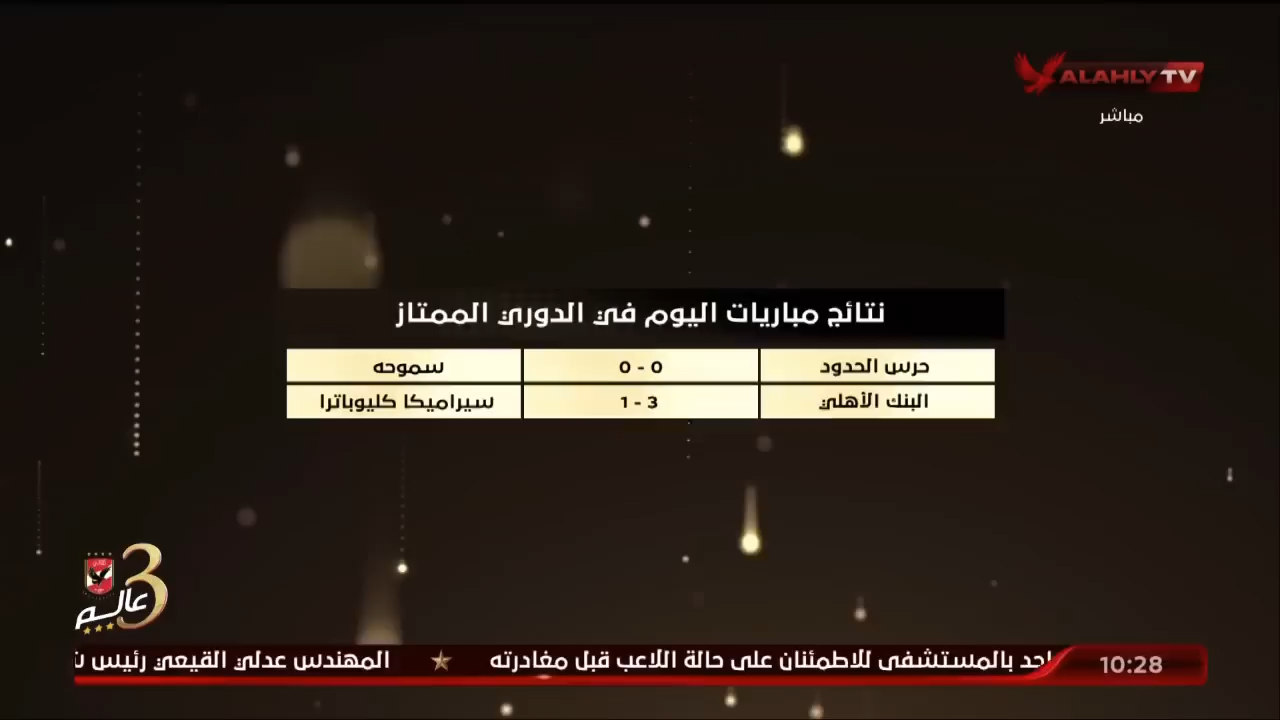 ALAHLY TV
مباشر
نتائج مباريات اليوم في الدوري الممتاز
حرس الحدود 0 - 0 سموحه
البنك الأهلي 3 - 1 سيراميكا كليوباترا
3
عالم
بالمستشفى للاطمئنان على حالة اللاعب قبل مغادرته ★ المهندس عدلي القيعي رئيس
10:28